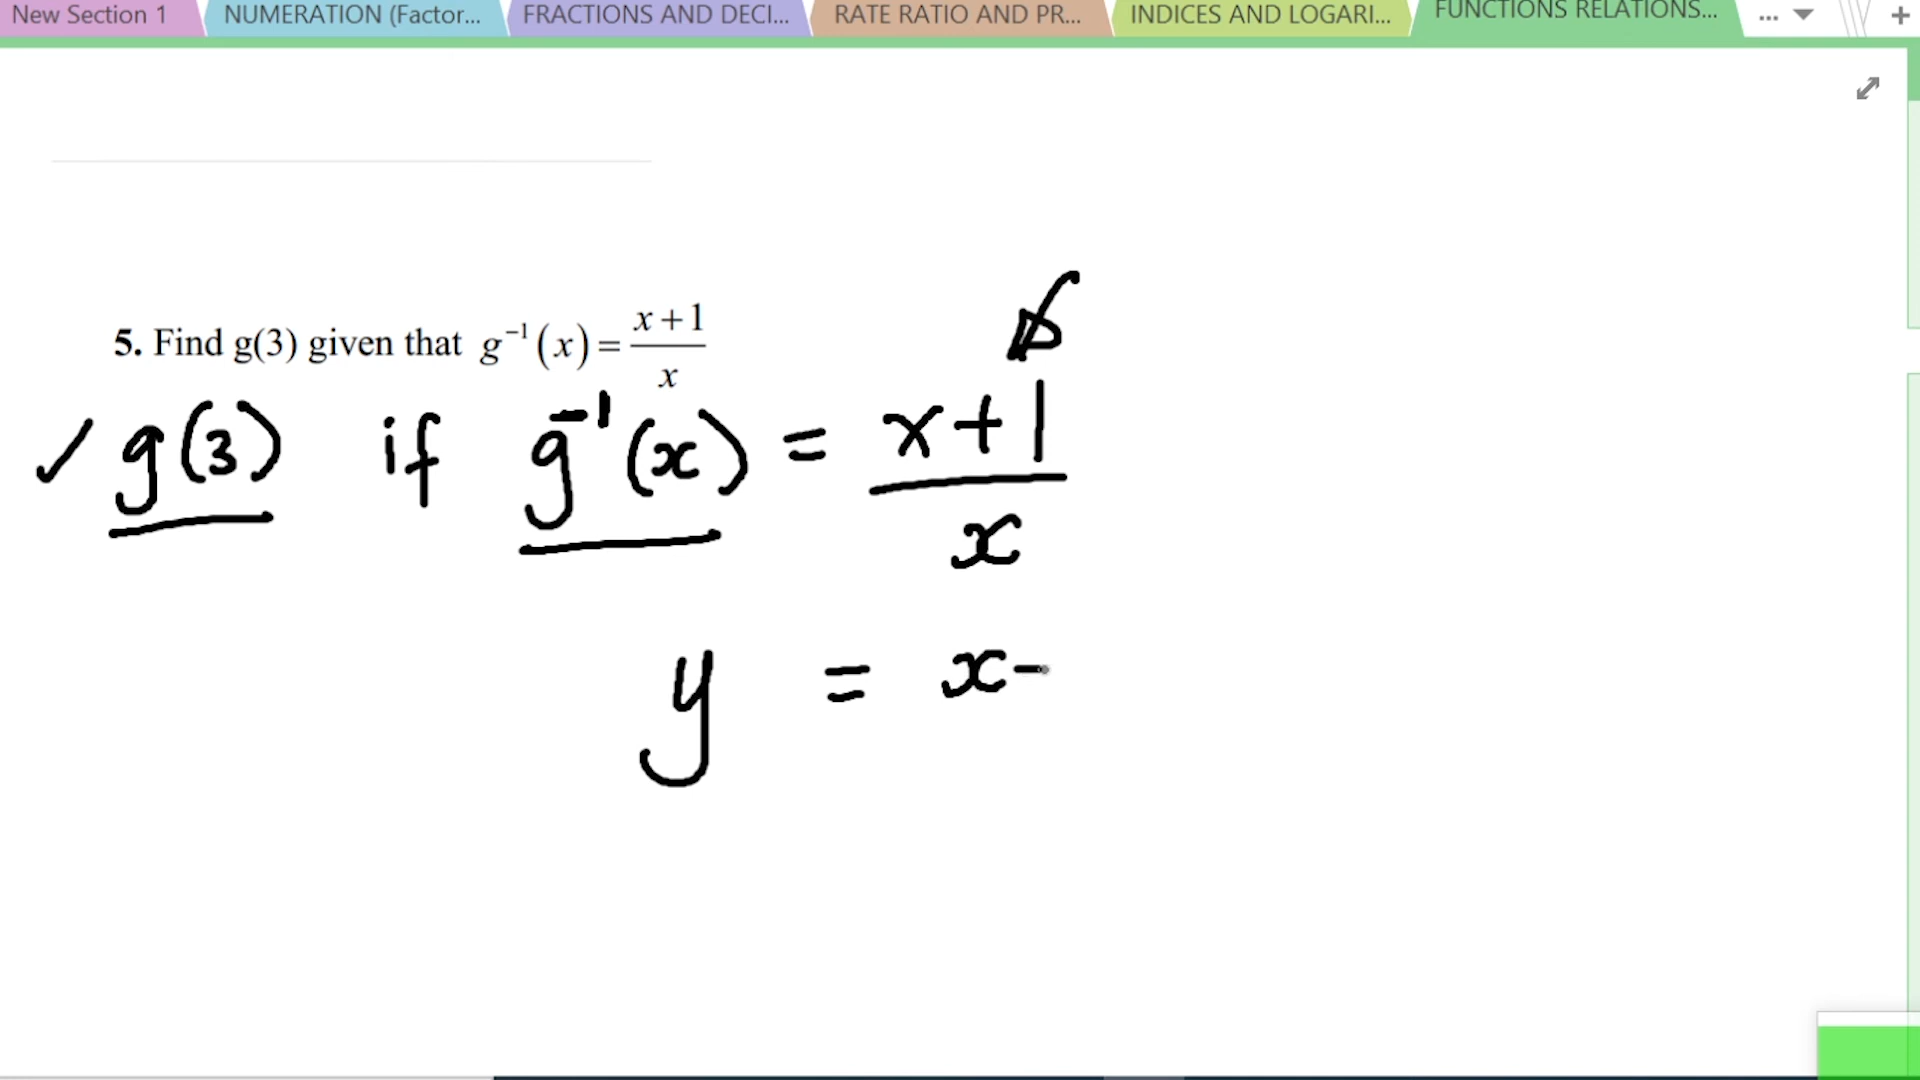 New Section 1 NUMERATION (Factor... FRACTIONS AND DECI... RATE RATIO AND PR... INDICES AND LOGARI... FUNCTIONS RELATIONS... ... +
5. Find g(3) given that g⁻¹(x) = (x+1)/x
✓ g(3) if g⁻¹(x) = (x+1)/x
y = x-